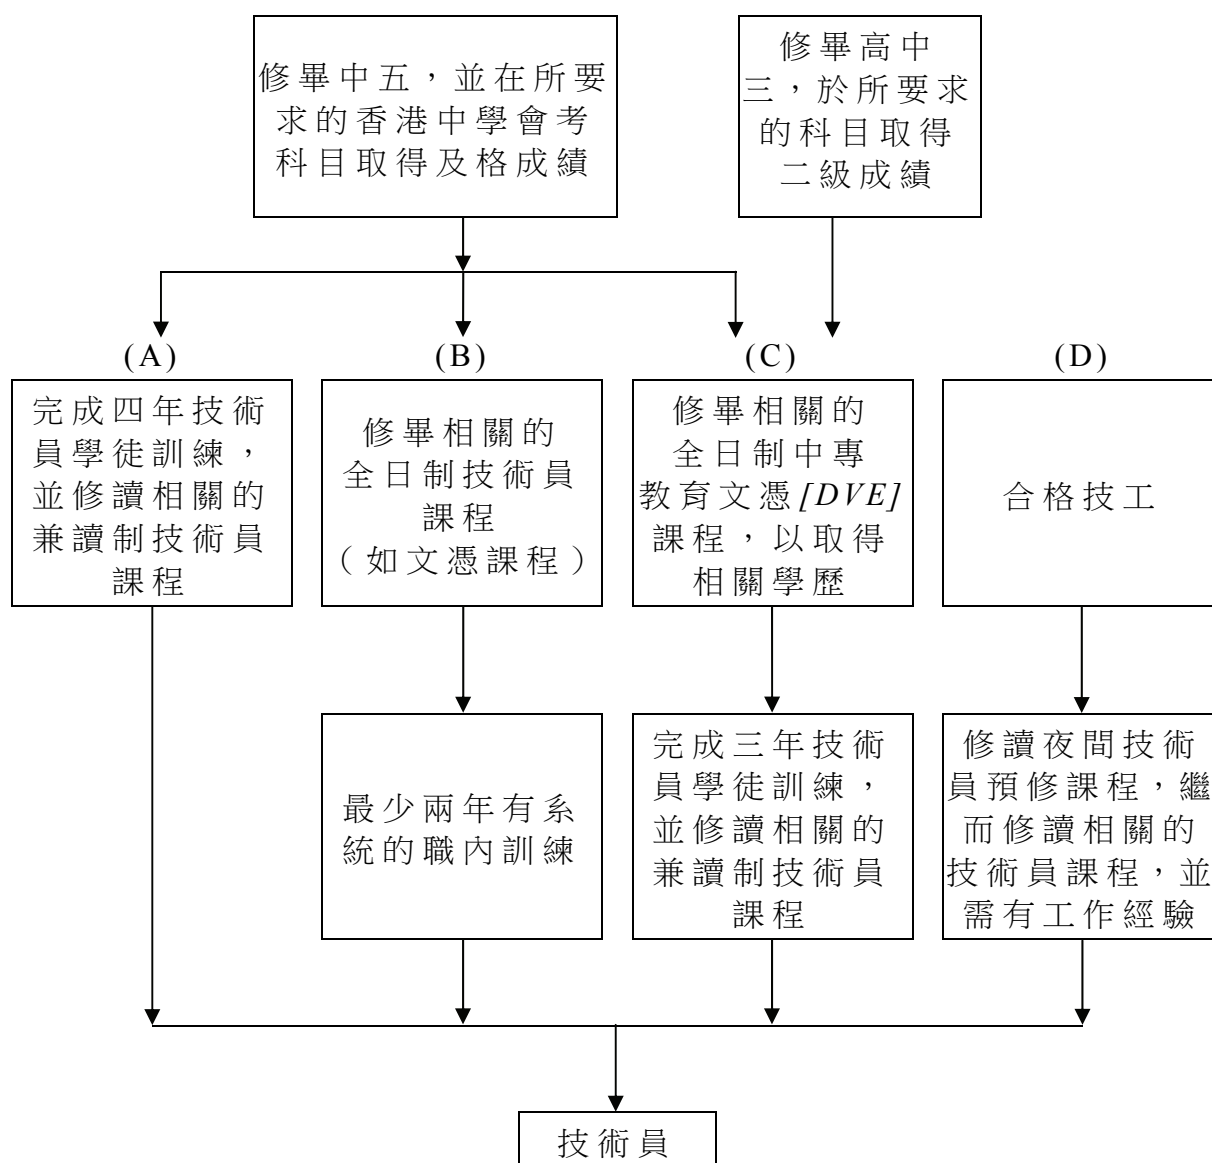 修畢中五，並在所要
求的香港中學會考
科目取得及格成績
修畢高中
三，於所要求
的科目取得
二級成績
(A)
(B)
(C)
(D)
完成四年技術
員學徒訓練，
並修讀相關的
兼讀制技術員
課程
修畢相關的
全日制技術員
課程
（如文憑課程）
修畢相關的
全日制中專
教育文憑[DVE]
課程，以取得
相關學歷
合格技工
最少兩年有系
統的職內訓練
完成三年技術
員學徒訓練，
並修讀相關的
兼讀制技術員
課程
修讀夜間技術
員預修課程，繼
而修讀相關的
技術員課程，並
需有工作經驗
技術員